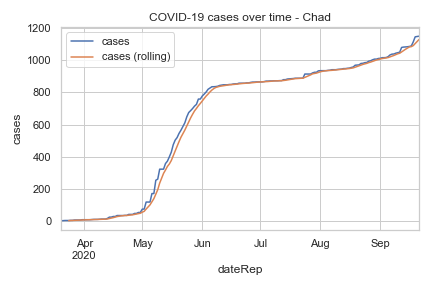 COVID-19 cases over time - Chad
cases
cases (rolling)
1200
1000
800
600
400
200
0
cases
Apr May Jun Jul Aug Sep
2020
dateRep